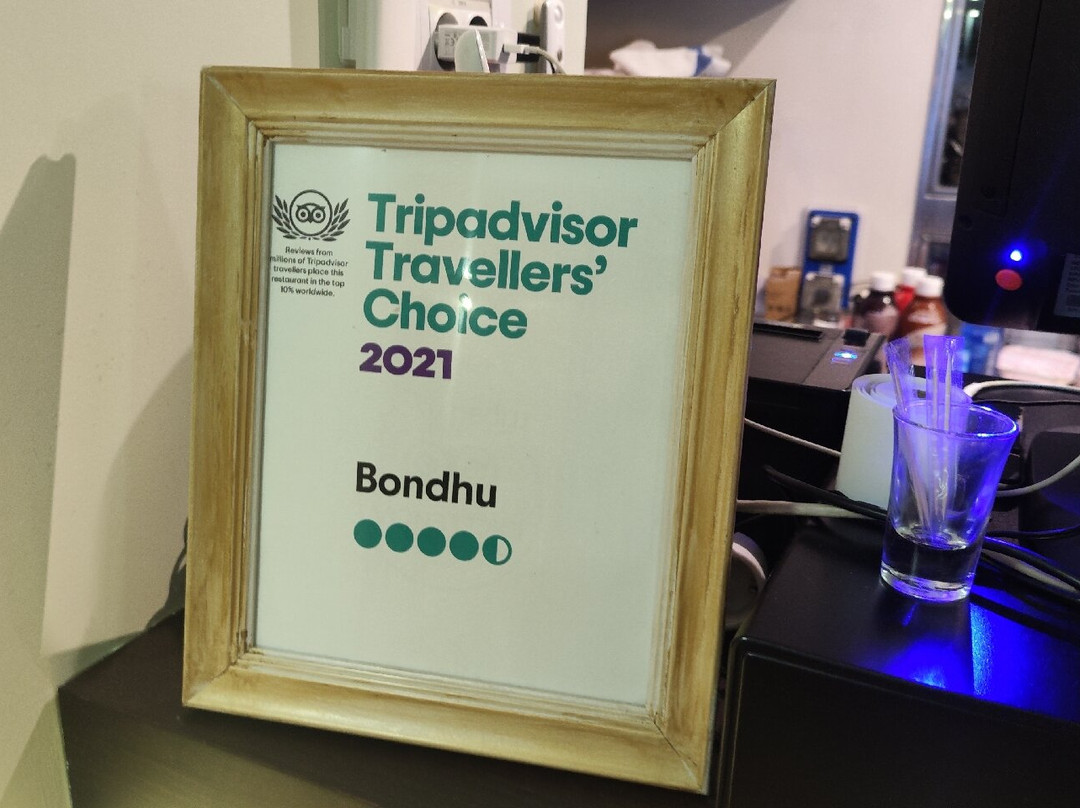 Reviews from
millions of Tripadvisor
travellers place this
restaurant in the top
10% worldwide.
Tripadvisor
Travellers’
Choice
2021
Bondhu